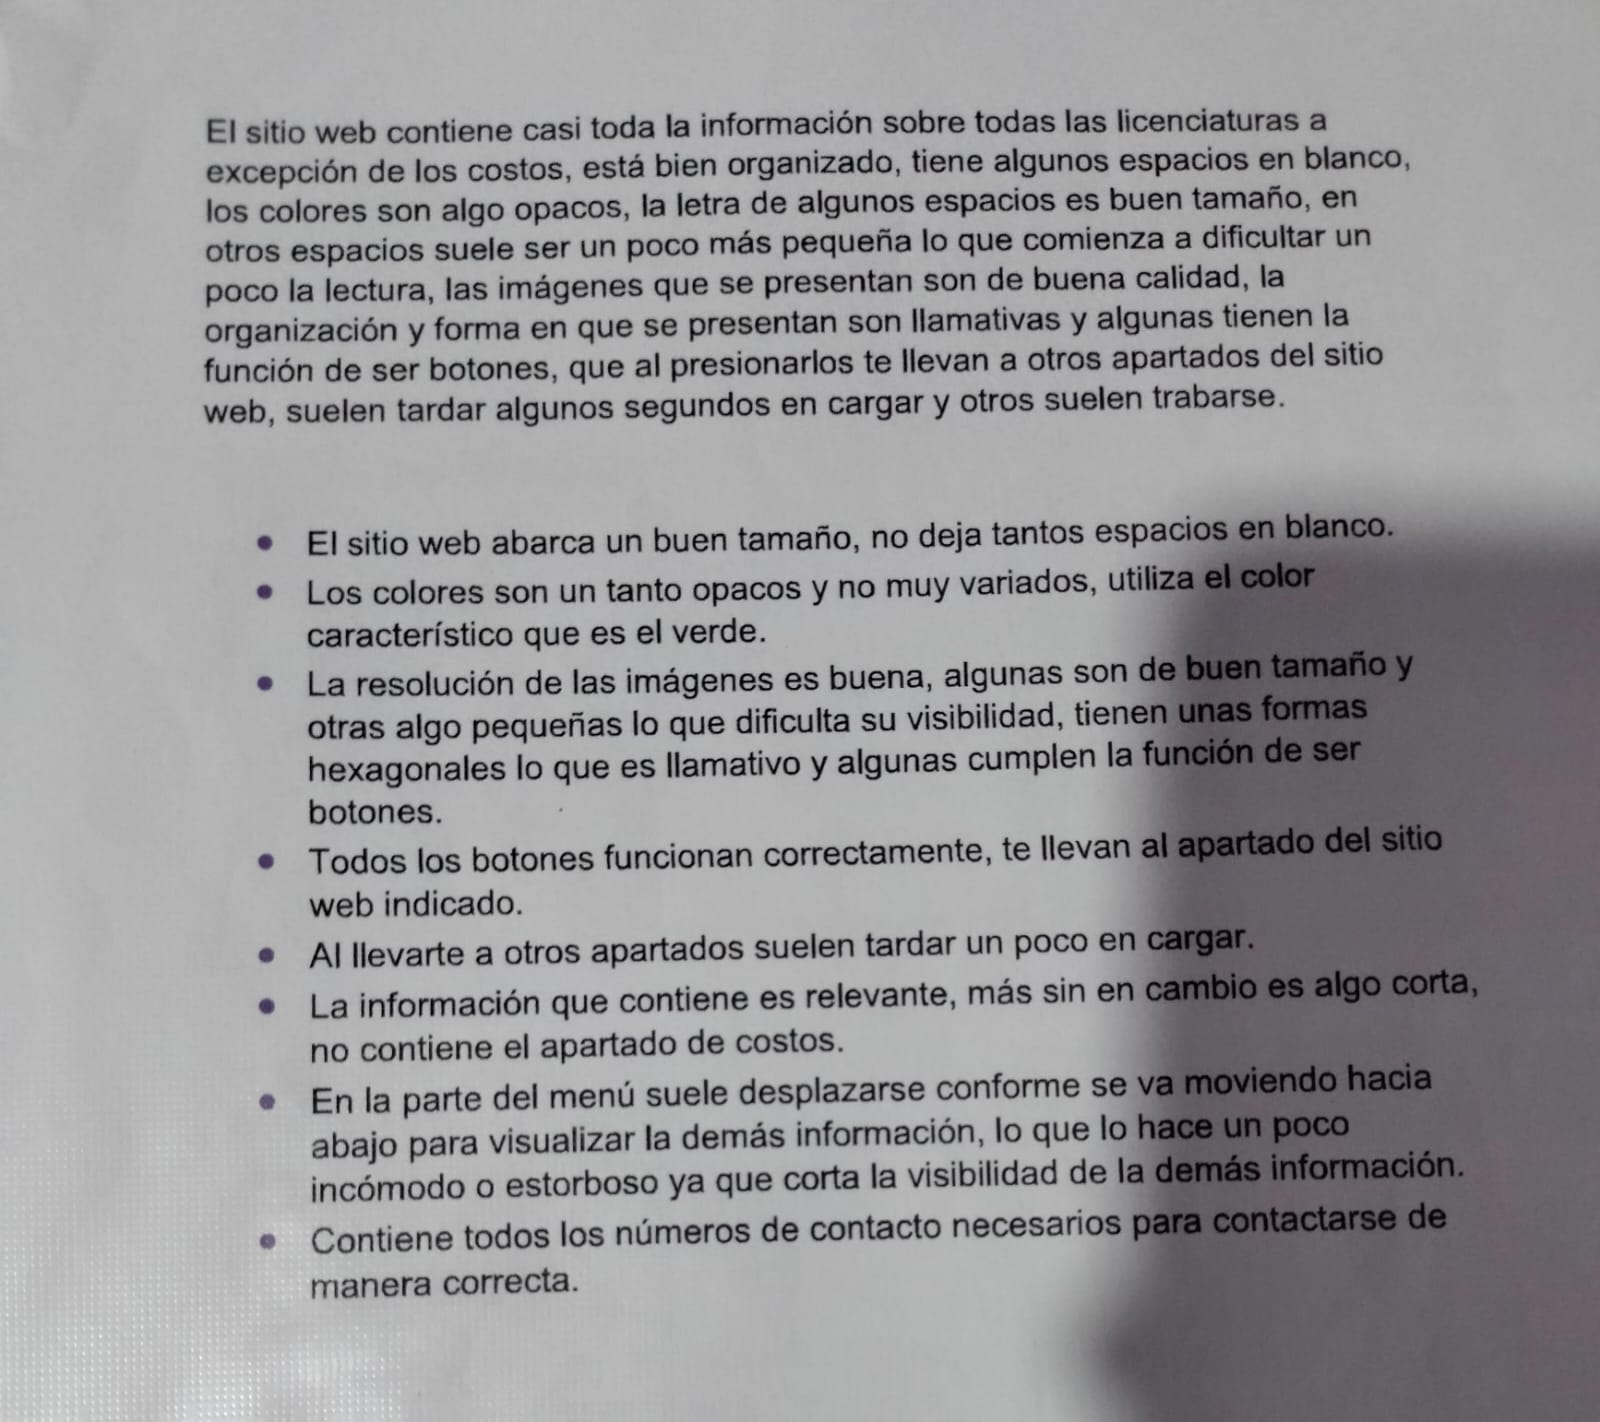 El sitio web contiene casi toda la información sobre todas las licenciaturas a
excepción de los costos, está bien organizado, tiene algunos espacios en blanco,
los colores son algo opacos, la letra de algunos espacios es buen tamaño, en
otros espacios suele ser un poco más pequeña lo que comienza a dificultar un
poco la lectura, las imágenes que se presentan son de buena calidad, la
organización y forma en que se presentan son llamativas y algunas tienen la
función de ser botones, que al presionarlos te llevan a otros apartados del sitio
web, suelen tardar algunos segundos en cargar y otros suelen trabarse.
• El sitio web abarca un buen tamaño, no deja tantos espacios en blanco.
• Los colores son un tanto opacos y no muy variados, utiliza el color
característico que es el verde.
• La resolución de las imágenes es buena, algunas son de buen tamaño y
otras algo pequeñas lo que dificulta su visibilidad, tienen unas formas
hexagonales lo que es llamativo y algunas cumplen la función de ser
botones.
• Todos los botones funcionan correctamente, te llevan al apartado del sitio
web indicado.
• Al llevarte a otros apartados suelen tardar un poco en cargar.
• La información que contiene es relevante, más sin en cambio es algo corta,
no contiene el apartado de costos.
• En la parte del menú suele desplazarse conforme se va moviendo hacia
abajo para visualizar la demás información, lo que lo hace un poco
incómodo o estorboso ya que corta la visibilidad de la demás información.
• Contiene todos los números de contacto necesarios para contactarse de
manera correcta.